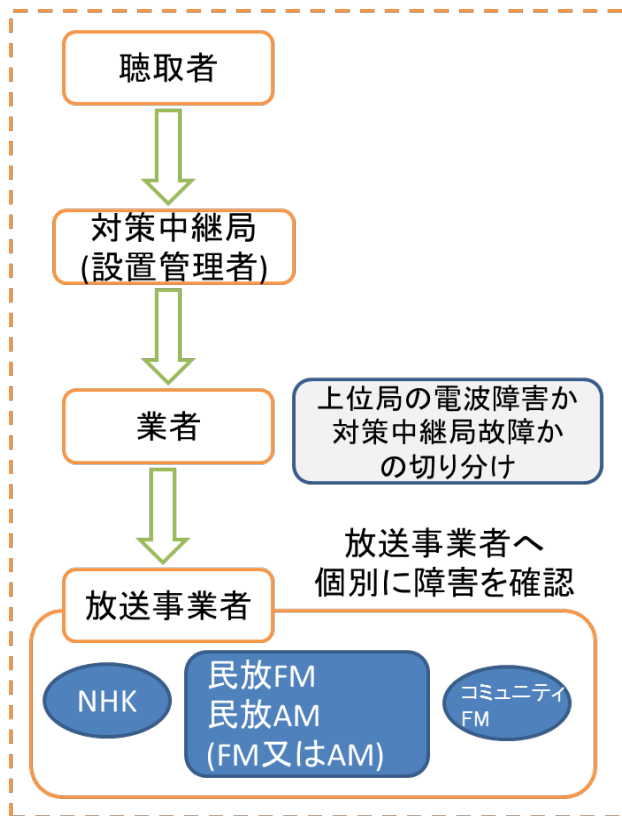 聴取者
対策中継局
(設置管理者)
業者
上位局の電波障害か
対策中継局故障か
の切り分け
放送事業者へ
個別に障害を確認
放送事業者
NHK
民放FM
民放AM
(FM又はAM)
コミュニティ
FM